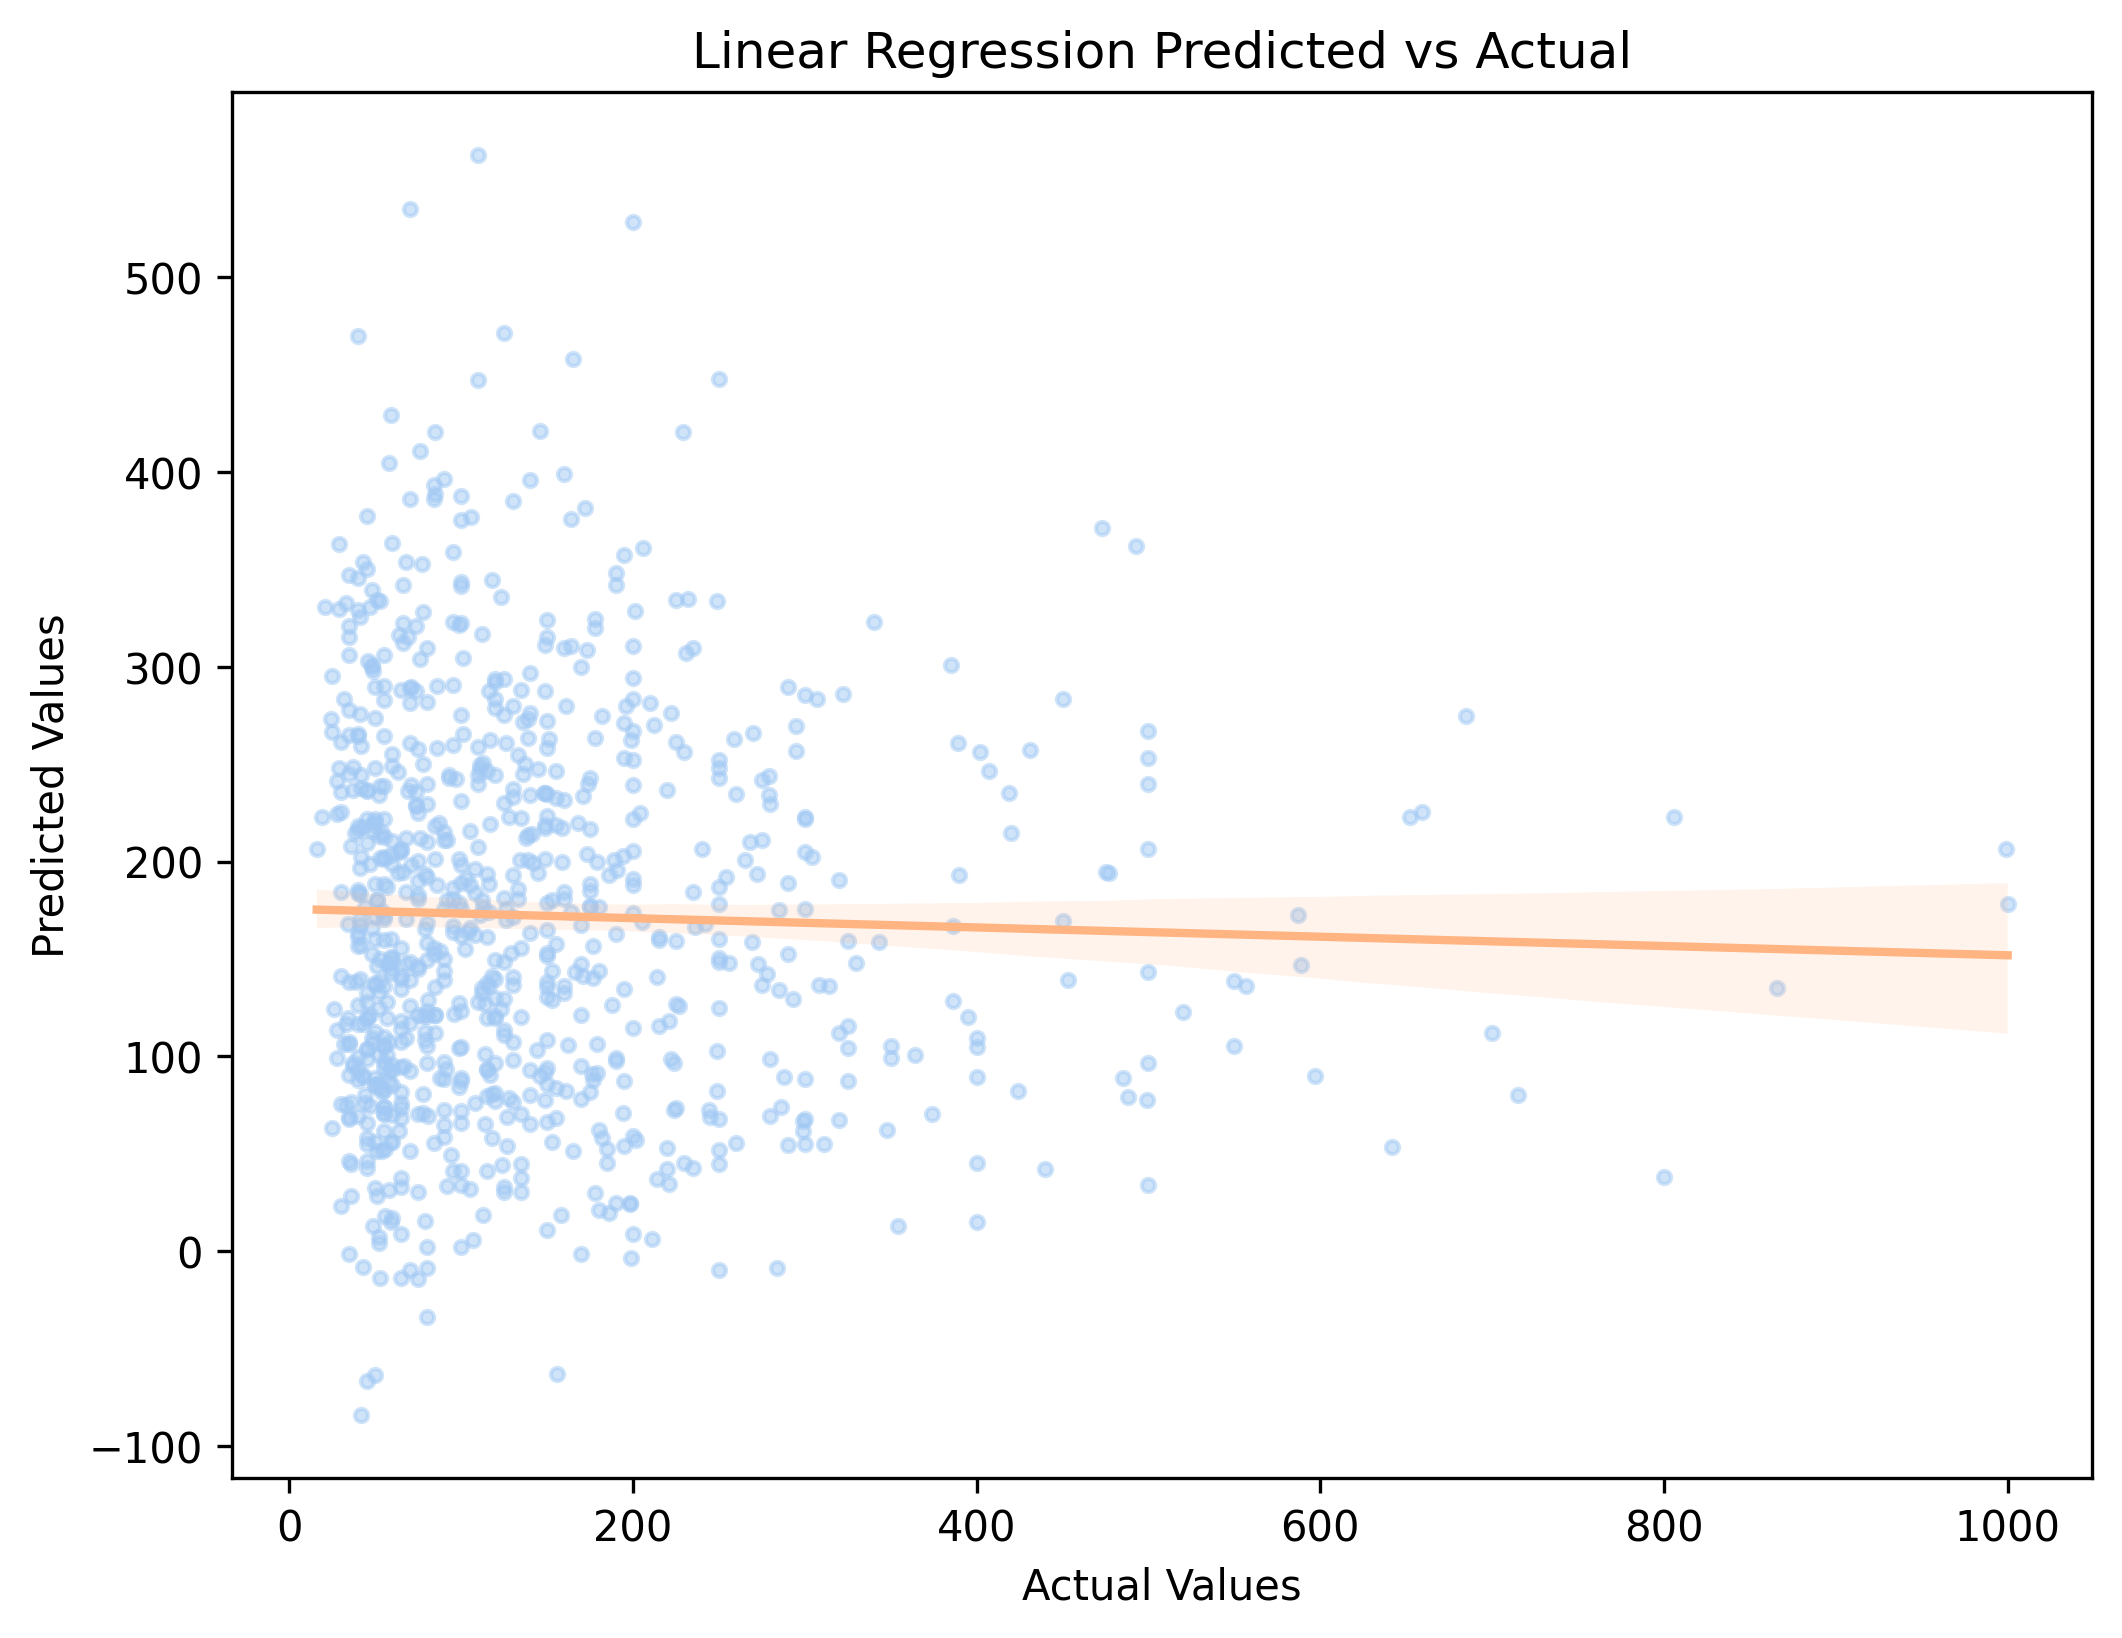 Linear Regression Predicted vs Actual
Predicted Values
500
400
300
200
100
0
−100
0 200 400 600 800 1000
Actual Values